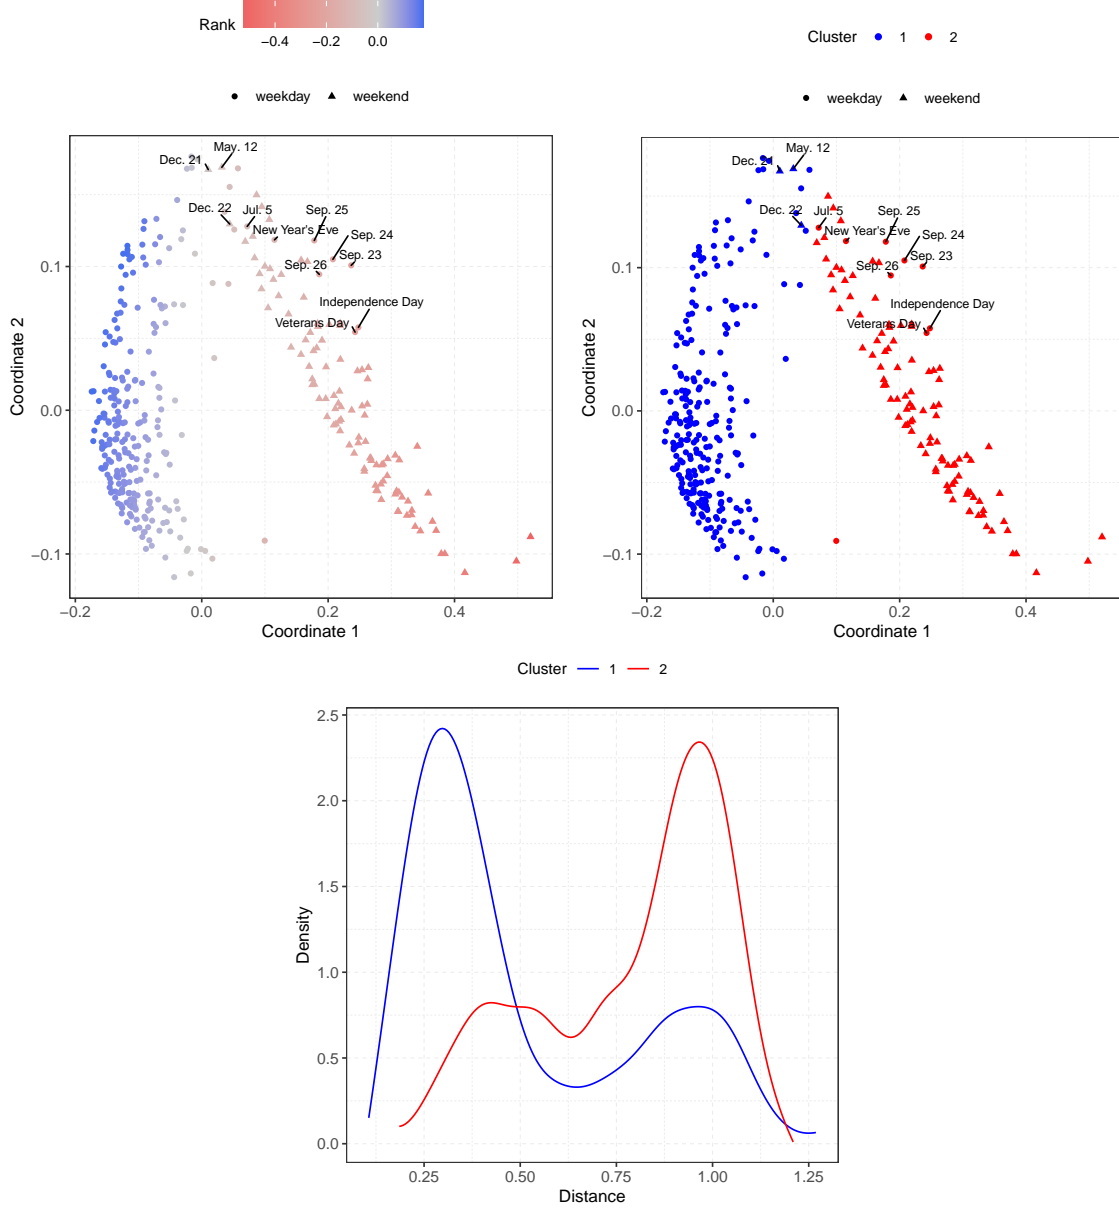 Rank
−0.4 −0.2 0.0
weekday weekend
Dec. 21
May. 12
Dec. 22
Jul. 5
Sep. 25
New Year's Eve
Sep. 24
Sep. 23
Sep. 26
Independence Day
Veterans Day
0.1
0.0
−0.1
Coordinate 2
−0.2 0.0 0.2 0.4
Coordinate 1
Cluster 1 2
weekday weekend
Dec. 21
May. 12
Dec. 22
Jul. 5
Sep. 25
New Year's Eve
Sep. 24
Sep. 23
Sep. 26
Independence Day
Veterans Day
0.1
0.0
−0.1
Coordinate 2
−0.2 0.0 0.2 0.4
Coordinate 1
Cluster 1 2
2.5
2.0
1.5
1.0
0.5
0.0
Density
0.25 0.50 0.75 1.00 1.25
Distance